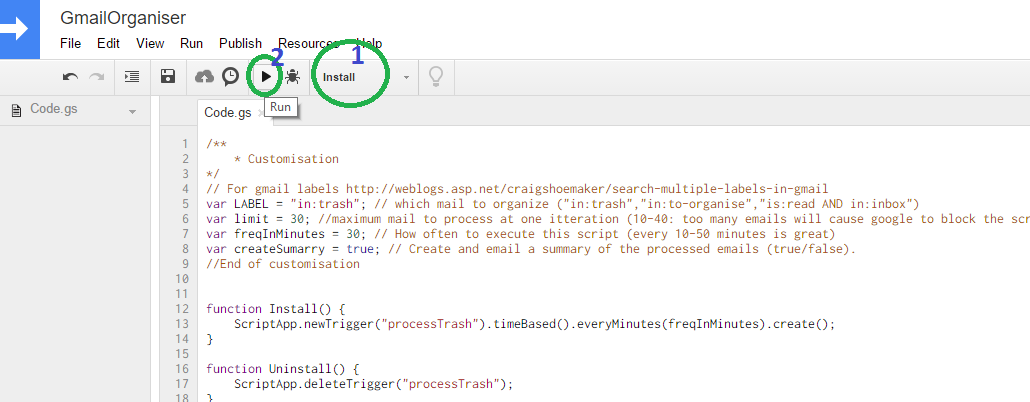 GmailOrganiser
File Edit View Run Publish Resources Help
2 1
Install
Run
Code.gs
Code.gs ×
1 /**
2 * Customisation
3 */
4 // For gmail labels http://weblogs.asp.net/craigshoemaker/search-multiple-labels-in-gmail
5 var LABEL = "in:trash"; // which mail to organize ("in:trash","in:to-organise","is:read AND in:inbox")
6 var limit = 30; //maximum mail to process at one itteration (10-40: too many emails will cause google to block the scr
7 var freqInMinutes = 30; // How often to execute this script (every 10-50 minutes is great)
8 var createSumarry = true; // Create and email a summary of the processed emails (true/false).
9 //End of customisation
10
11
12 function Install() {
13 ScriptApp.newTrigger("processTrash").timeBased().everyMinutes(freqInMinutes).create();
14 }
15
16 function Uninstall() {
17 ScriptApp.deleteTrigger("processTrash");
18 }